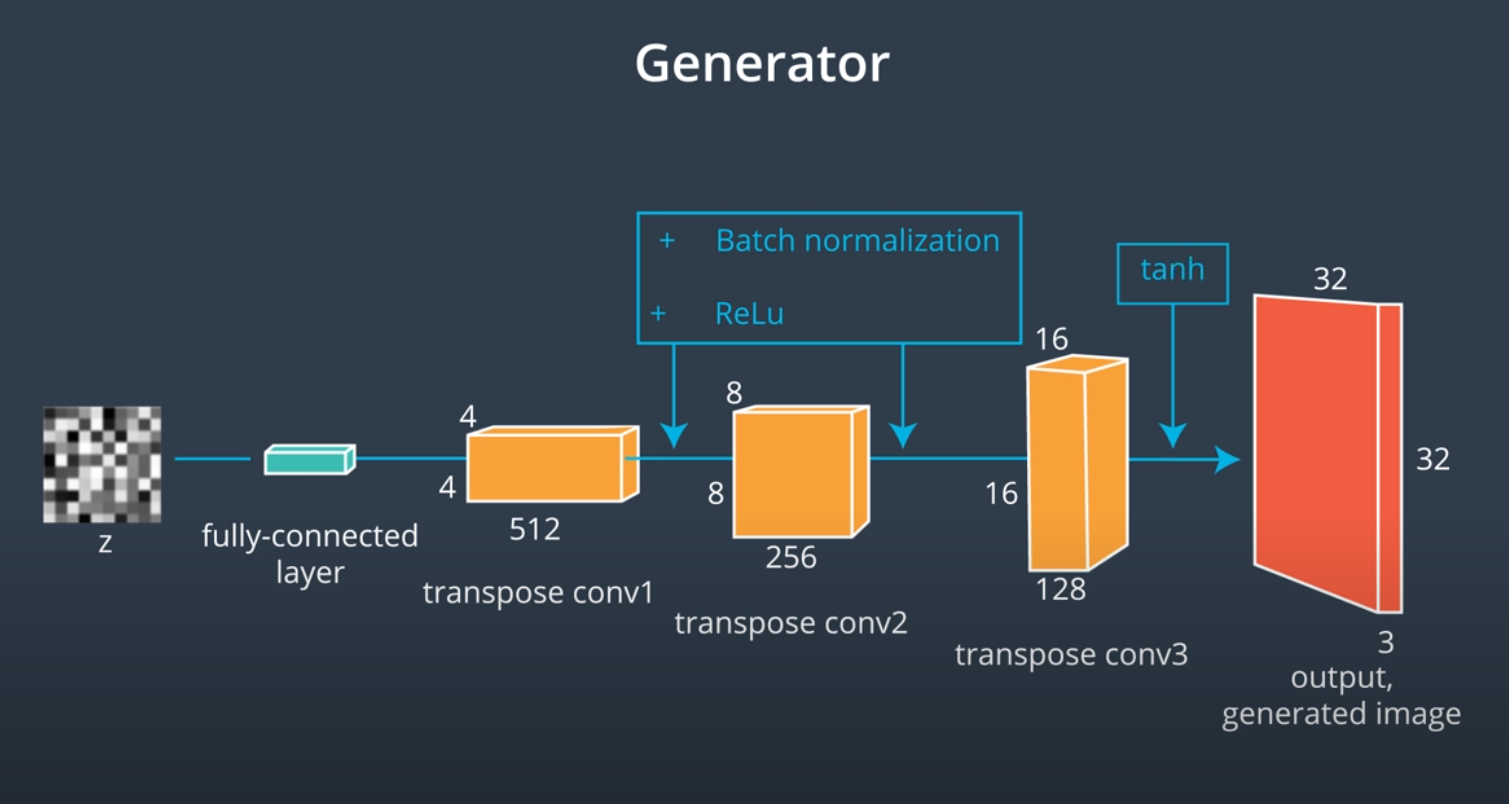 Generator
+ Batch normalization
+ ReLu
tanh
z
fully-connected
layer
4
4
512
transpose conv1
8
8
256
transpose conv2
16
16
128
transpose conv3
32
32
3
output,
generated image